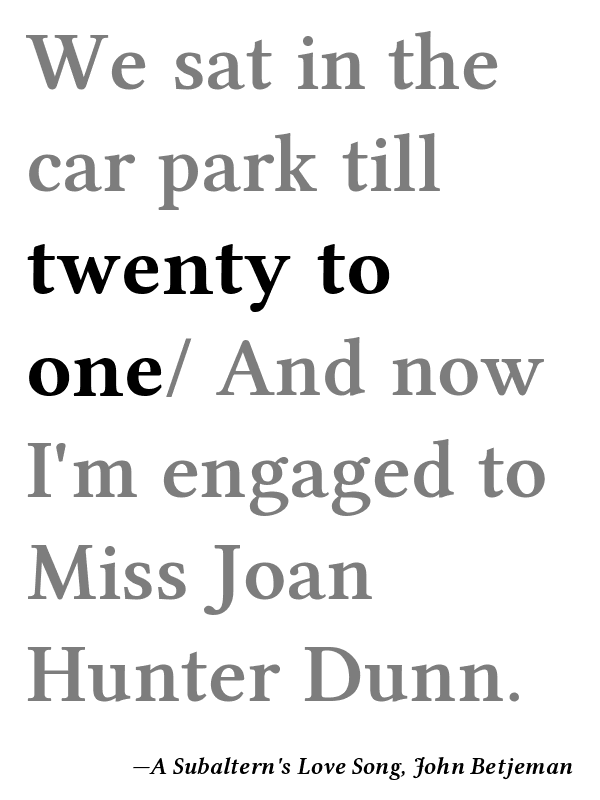 We sat in the
car park till
twenty to
one/ And now
I'm engaged to
Miss Joan
Hunter Dunn.
—A Subaltern's Love Song, John Betjeman